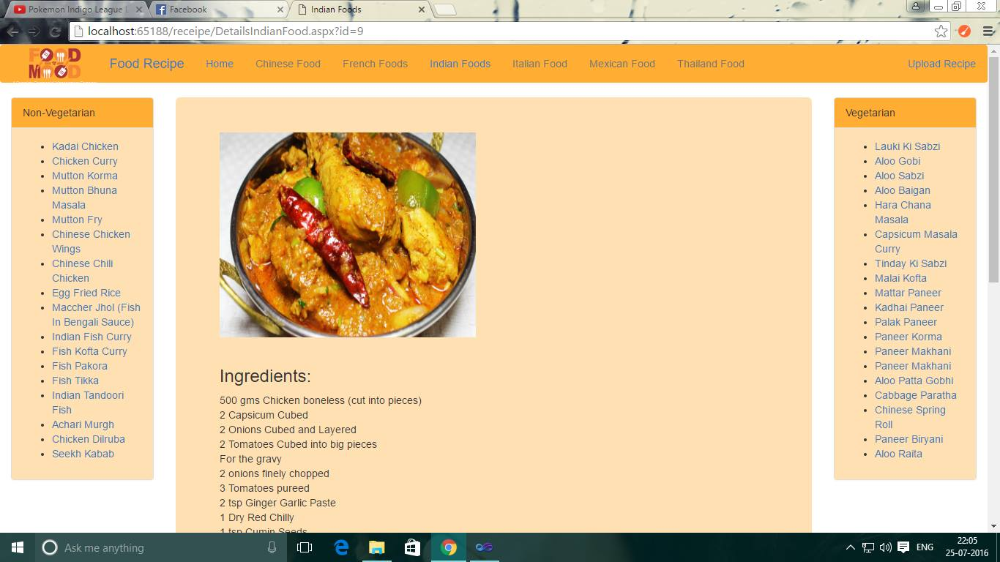 Pokemon Indigo League
Facebook
Indian Foods
localhost:65188/receipe/DetailsIndianFood.aspx?id=9
FOOD
MOOD
Food Recipe
Home
Chinese Food
French Foods
Indian Foods
Italian Food
Mexican Food
Thailand Food
Upload Recipe
Non-Vegetarian
Kadai Chicken
Chicken Curry
Mutton Korma
Mutton Bhuna
Masala
Mutton Fry
Chinese Chicken
Wings
Chinese Chili
Chicken
Egg Fried Rice
Maccher Jhol (Fish
In Bengali Sauce)
Indian Fish Curry
Fish Kofta Curry
Fish Pakora
Fish Tikka
Indian Tandoori
Fish
Achari Murgh
Chicken Dilruba
Seekh Kabab
Ingredients:
500 gms Chicken boneless (cut into pieces)
2 Capsicum Cubed
2 Onions Cubed and Layered
2 Tomatoes Cubed into big pieces
For the gravy
2 onions finely chopped
3 Tomatoes pureed
2 tsp Ginger Garlic Paste
1 Dry Red Chilly
1 tsp Cumin Seeds
Vegetarian
Lauki Ki Sabzi
Aloo Gobi
Aloo Sabzi
Aloo Baigan
Hara Chana
Masala
Capsicum Masala
Curry
Tinday Ki Sabzi
Malai Kofta
Mattar Paneer
Kadhai Paneer
Palak Paneer
Paneer Korma
Paneer Makhani
Paneer Makhani
Aloo Patta Gobhi
Cabbage Paratha
Chinese Spring
Roll
Paneer Biryani
Aloo Raita
Ask me anything
ENG
22:05
25-07-2016